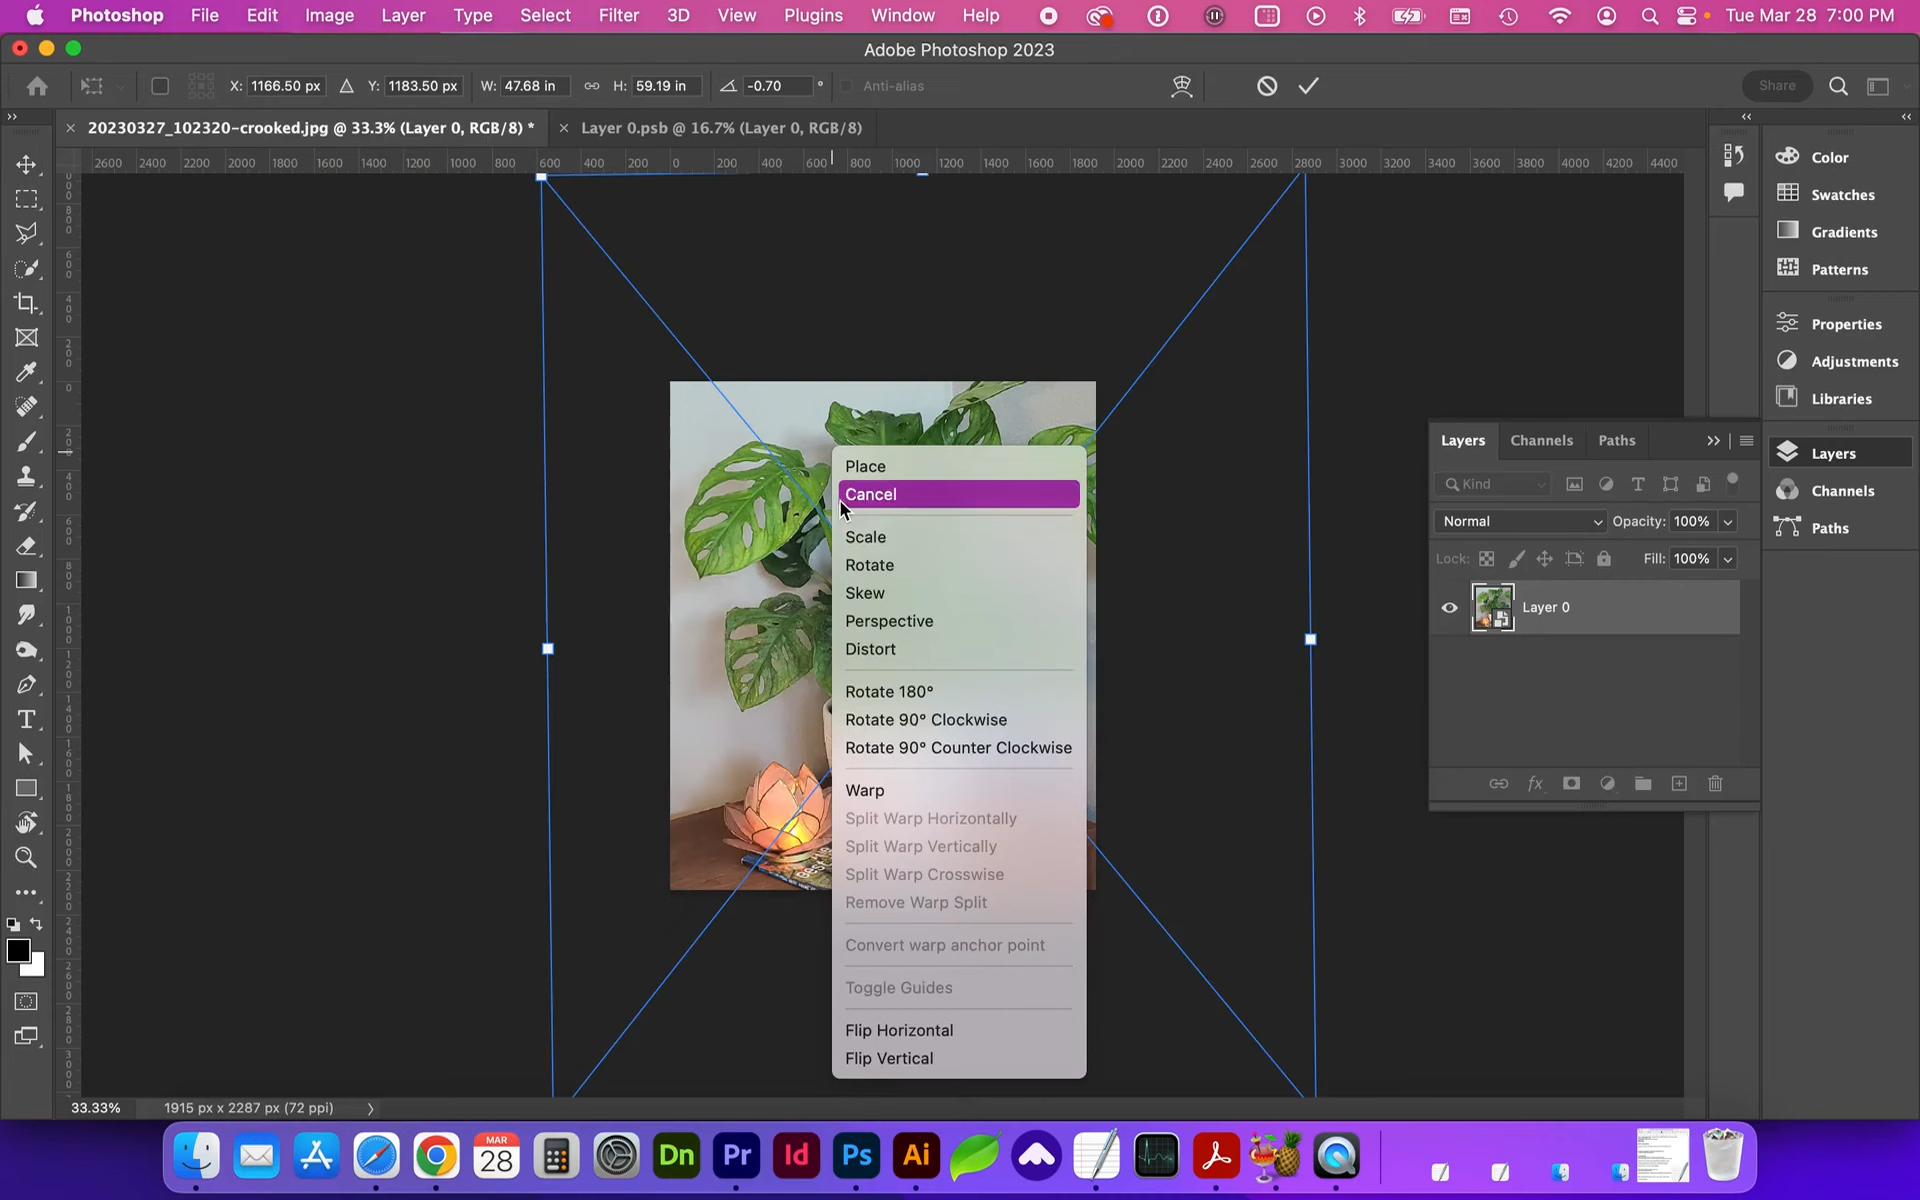 Photoshop File Edit Image Layer Type Select Filter 3D View Plugins Window Help Tue Mar 28 7:00 PM
Adobe Photoshop 2023
X: 1166.50 px Y: 1183.50 px W: 47.68 in H: 59.19 in -0.70 ° Anti-alias Share
20230327_102320-crooked.jpg @ 33.3% (Layer 0, RGB/8) * Layer 0.psb @ 16.7% (Layer 0, RGB/8)
2600 2400 2200 2000 1800 1600 1400 1200 1000 800 600 400 200 0 200 400 600 800 1000 1200 1400 1600 1800 2000 2200 2400 2600 2800 3000 3200 3400 3600 3800 4000 4200 4400
Color
Swatches
Gradients
Patterns
Properties
Adjustments
Libraries
Layers
Channels
Paths
Layers Channels Paths
Kind
Normal Opacity: 100%
Lock: Fill: 100%
Layer 0
Place
Cancel
Scale
Rotate
Skew
Perspective
Distort
Rotate 180°
Rotate 90° Clockwise
Rotate 90° Counter Clockwise
Warp
Split Warp Horizontally
Split Warp Vertically
Split Warp Crosswise
Remove Warp Split
Convert warp anchor point
Toggle Guides
Flip Horizontal
Flip Vertical
33.33% 1915 px x 2287 px (72 ppi)
MAR
28
Dn Pr Id Ps Ai